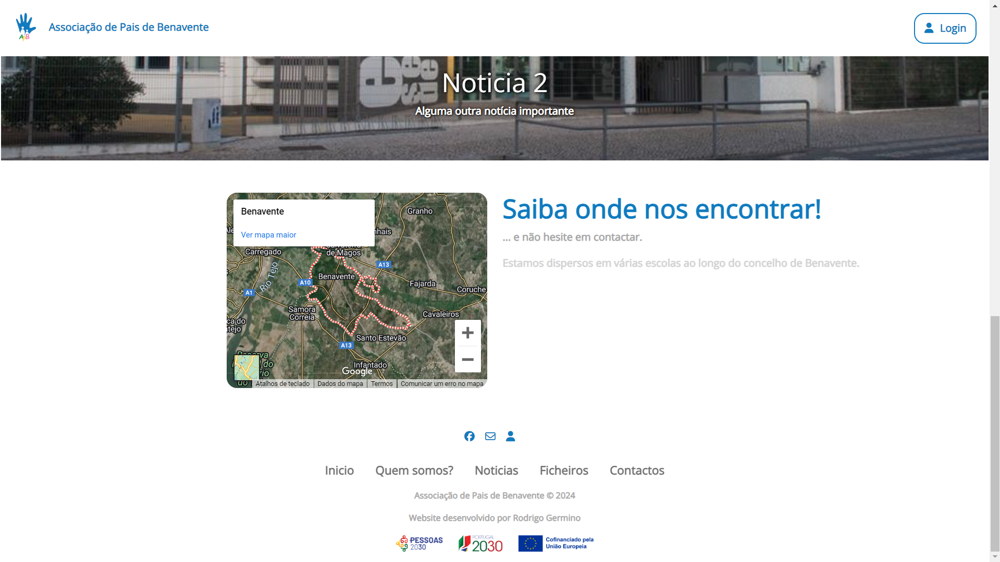 ApB
Associação de Pais de Benavente
Login
Noticia 2
Alguma outra notícia importante
Benavente
Ver mapa maior
Granho
de Magos
Carregado
A13
Rio Tejo
Benavente
A10
Fajarda
Coruche
A1
Samora
Correia
Cavaleiros
Santo Estevão
A13
Infantado
Google
Atalhos de teclado
Dados do mapa
Termos
Comunicar um erro no mapa
Saiba onde nos encontrar!
... e não hesite em contactar.
Estamos dispersos em várias escolas ao longo do concelho de Benavente.
Inicio
Quem somos?
Noticias
Ficheiros
Contactos
Associação de Pais de Benavente © 2024
Website desenvolvido por Rodrigo Germino
PESSOAS
2030
PORTUGAL
2030
Cofinanciado pela
União Europeia